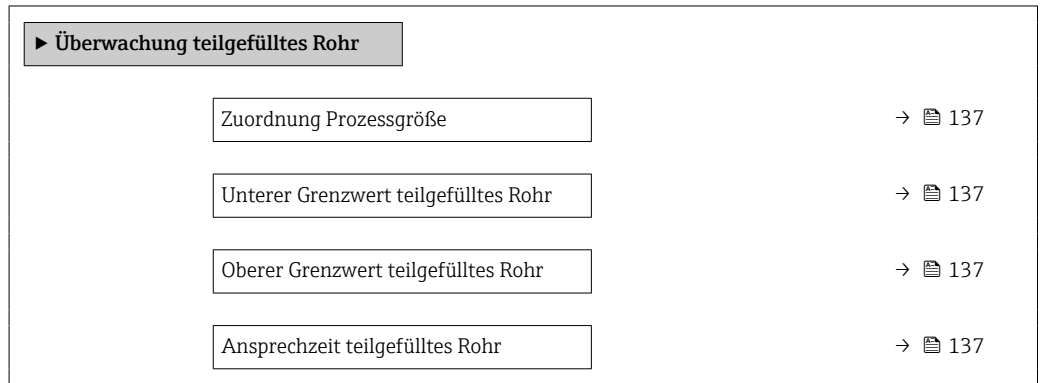 ► Überwachung teilgefülltes Rohr
Zuordnung Prozessgröße → 137
Unterer Grenzwert teilgefülltes Rohr → 137
Oberer Grenzwert teilgefülltes Rohr → 137
Ansprechzeit teilgefülltes Rohr → 137